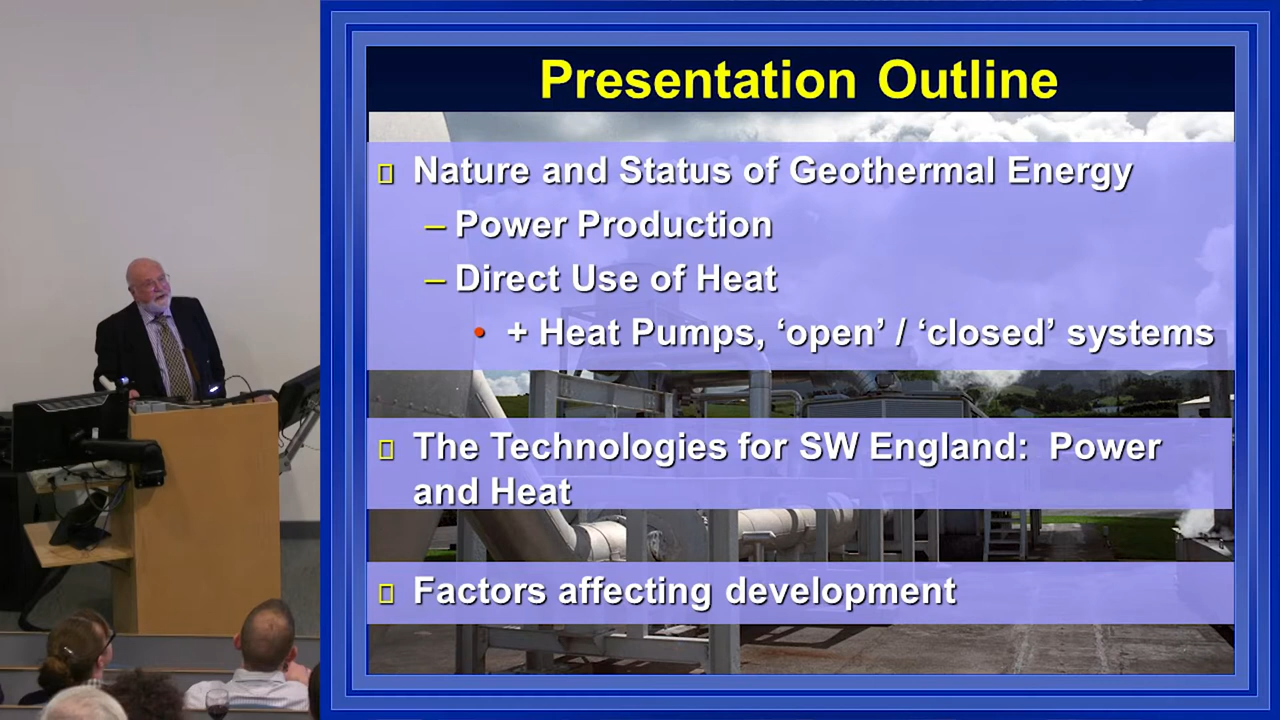 Presentation Outline
Nature and Status of Geothermal Energy
– Power Production
– Direct Use of Heat
• + Heat Pumps, ‘open’ / ‘closed’ systems
The Technologies for SW England: Power
and Heat
Factors affecting development